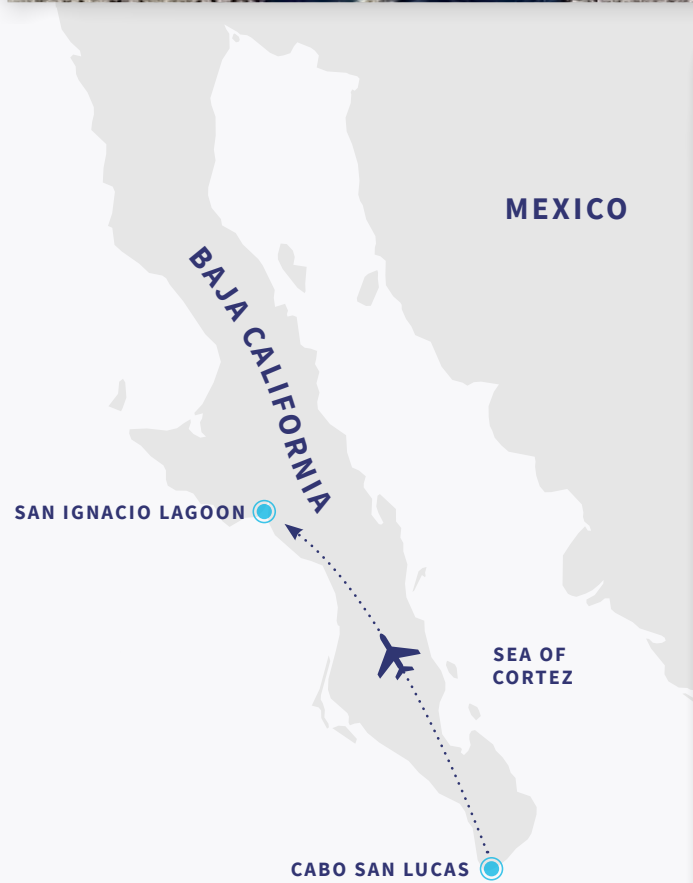 MEXICO
BAJA CALIFORNIA
SAN IGNACIO LAGOON
SEA OF
CORTEZ
CABO SAN LUCAS